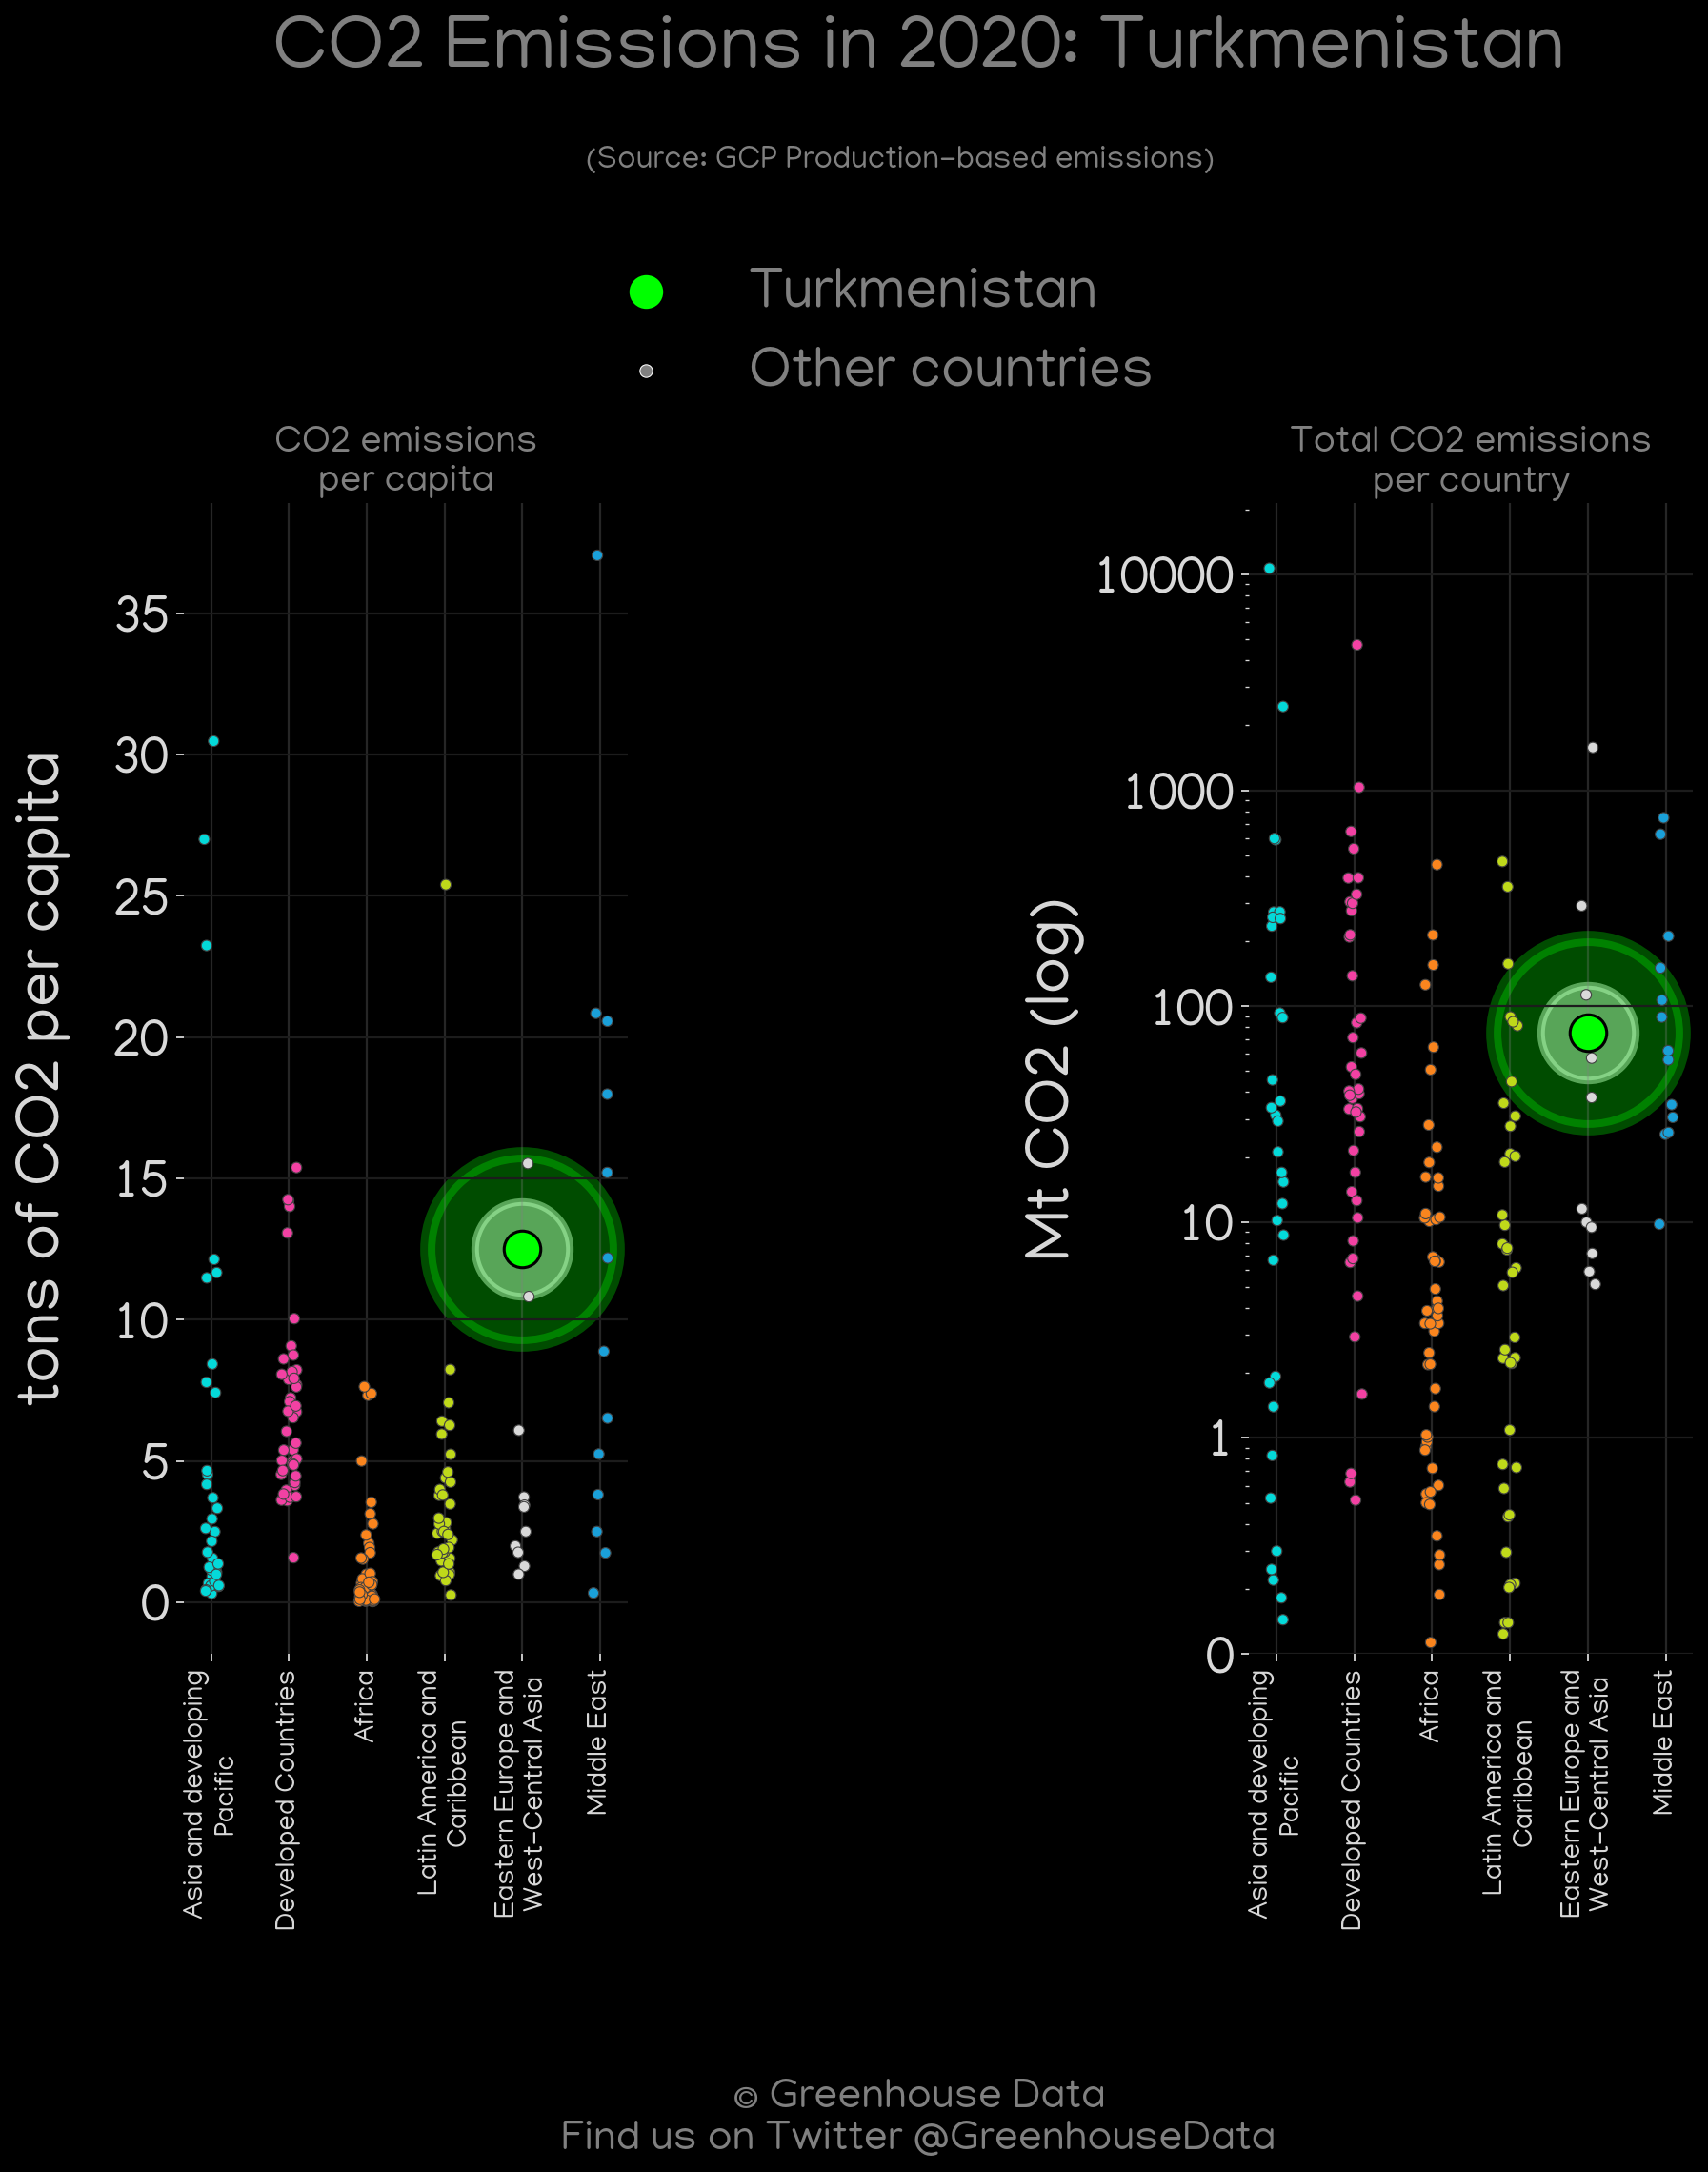 CO2 Emissions in 2020: Turkmenistan
(Source: GCP Production-based emissions)
Turkmenistan
Other countries
CO2 emissions
per capita
tons of CO2 per capita
35
30
25
20
15
10
5
0
Asia and developing
Pacific
Developed Countries
Africa
Latin America and
Caribbean
Eastern Europe and
West-Central Asia
Middle East
Total CO2 emissions
per country
Mt CO2 (log)
10000
1000
100
10
1
0
Asia and developing
Pacific
Developed Countries
Africa
Latin America and
Caribbean
Eastern Europe and
West-Central Asia
Middle East
© Greenhouse Data
Find us on Twitter @GreenhouseData